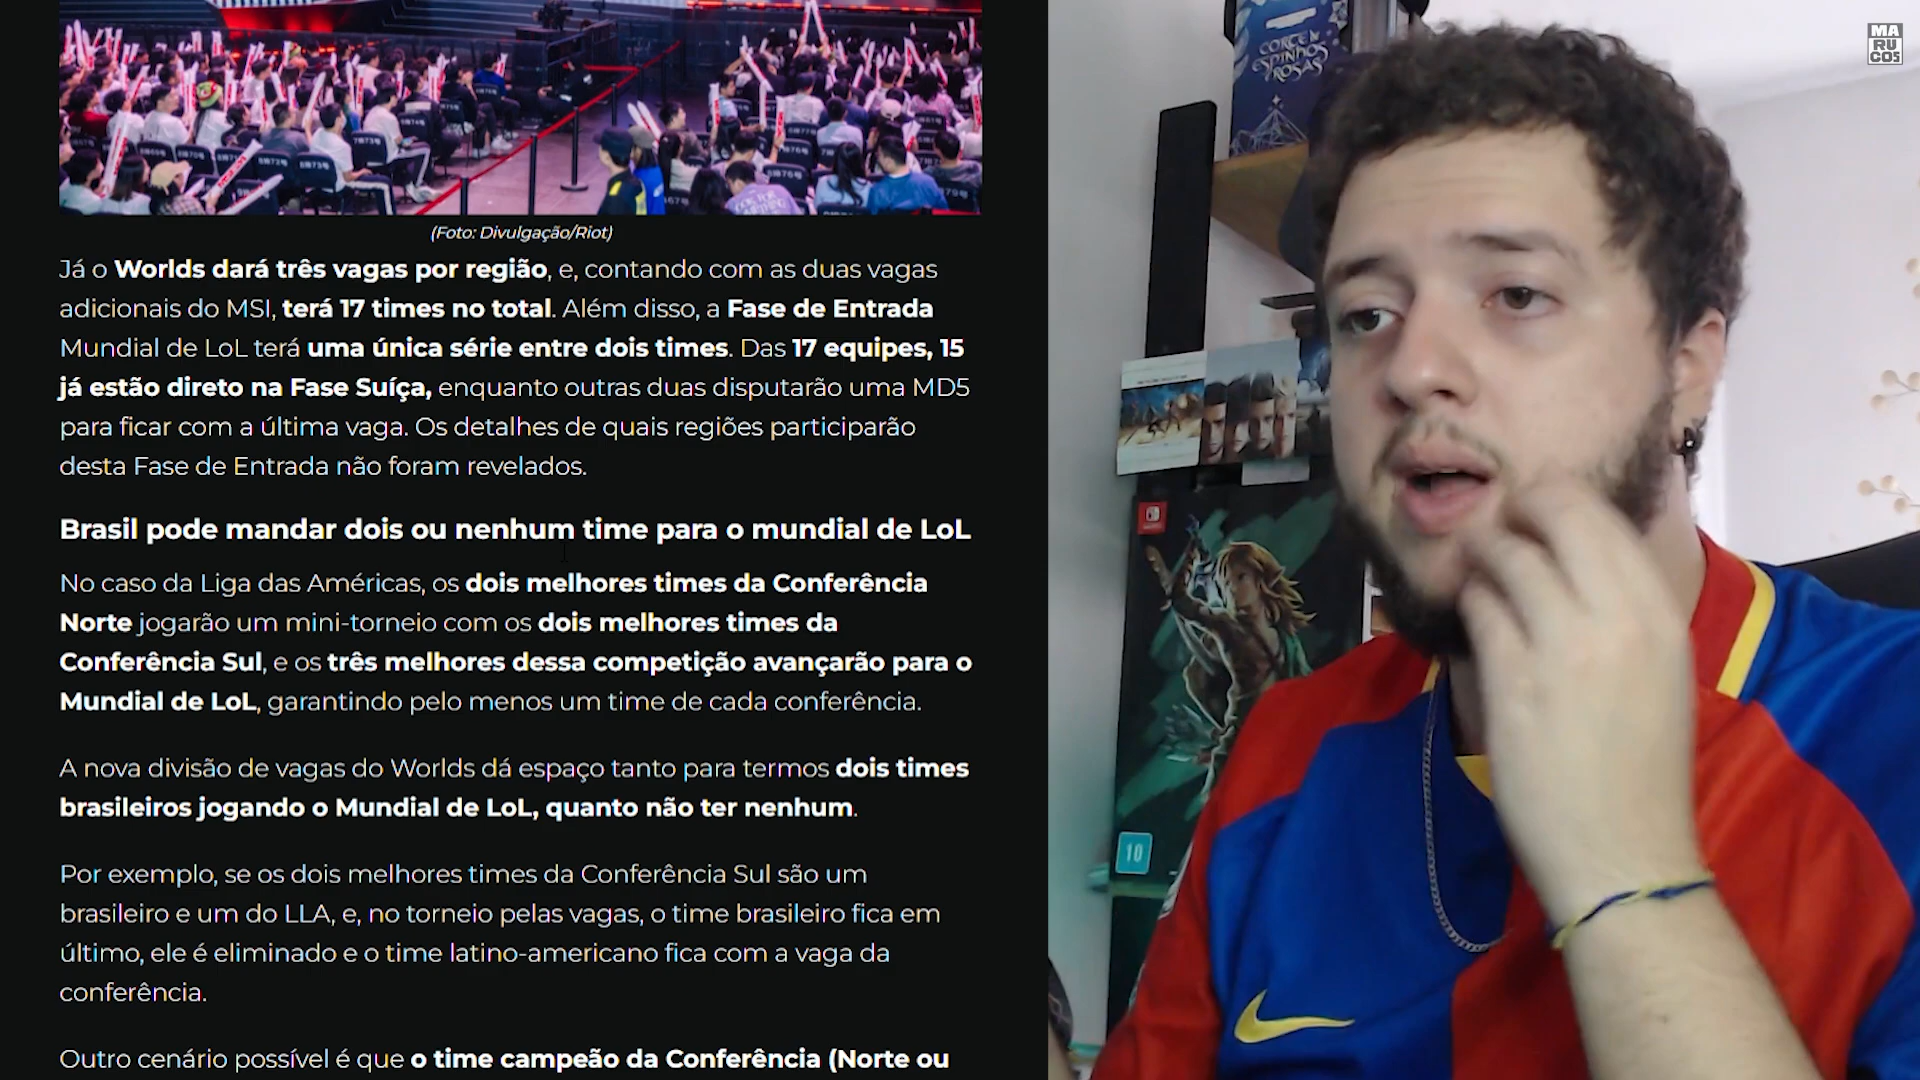 (Foto: Divulgação/Riot)
Já o Worlds dará três vagas por região, e, contando com as duas vagas
adicionais do MSI, terá 17 times no total. Além disso, a Fase de Entrada
Mundial de LoL terá uma única série entre dois times. Das 17 equipes, 15
já estão direto na Fase Suíça, enquanto outras duas disputarão uma MD5
para ficar com a última vaga. Os detalhes de quais regiões participarão
desta Fase de Entrada não foram revelados.
Brasil pode mandar dois ou nenhum time para o mundial de LoL
No caso da Liga das Américas, os dois melhores times da Conferência
Norte jogarão um mini-torneio com os dois melhores times da
Conferência Sul, e os três melhores dessa competição avançarão para o
Mundial de LoL, garantindo pelo menos um time de cada conferência.
A nova divisão de vagas do Worlds dá espaço tanto para termos dois times
brasileiros jogando o Mundial de LoL, quanto não ter nenhum.
Por exemplo, se os dois melhores times da Conferência Sul são um
brasileiro e um do LLA, e, no torneio pelas vagas, o time brasileiro fica em
último, ele é eliminado e o time latino-americano fica com a vaga da
conferência.
Outro cenário possível é que o time campeão da Conferência (Norte ou
MA
RU
COS
CORTE DE
ESPINHOS
ROSAS
10